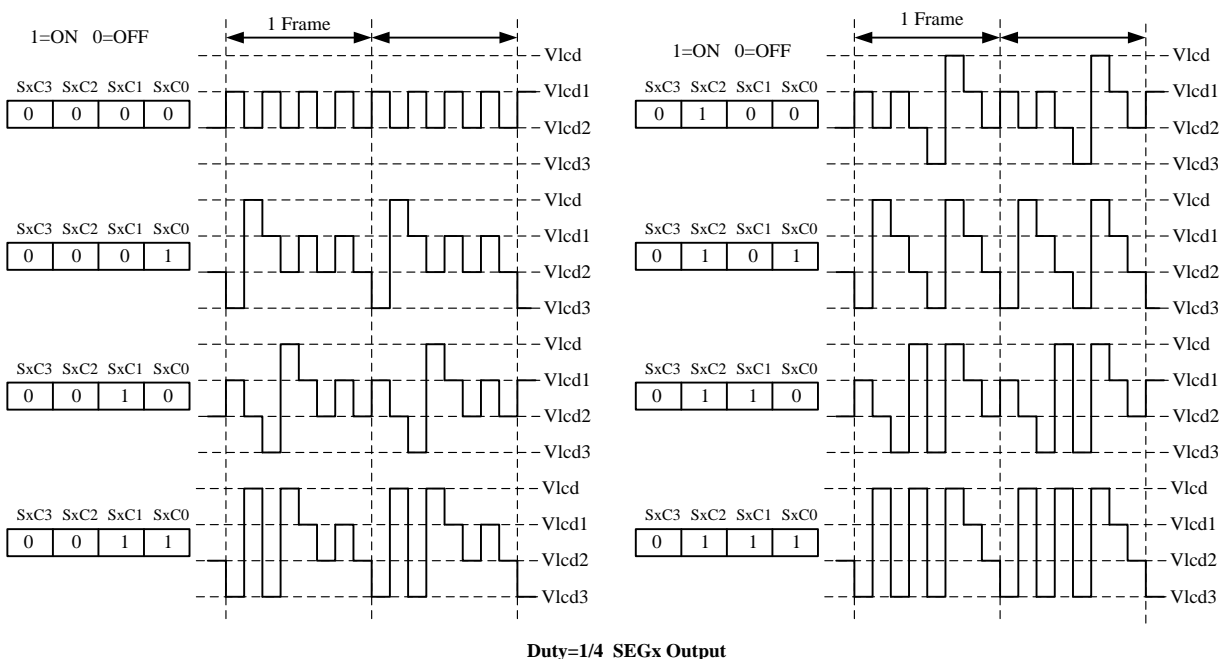 1 Frame
1=ON 0=OFF
Vlcd
SxC3 SxC2 SxC1 SxC0
Vlcd1
0 0 0 0
Vlcd2
Vlcd3
Vlcd
SxC3 SxC2 SxC1 SxC0
Vlcd1
0 0 0 1
Vlcd2
Vlcd3
Vlcd
SxC3 SxC2 SxC1 SxC0
Vlcd1
0 0 1 0
Vlcd2
Vlcd3
Vlcd
SxC3 SxC2 SxC1 SxC0
Vlcd1
0 0 1 1
Vlcd2
Vlcd3
1 Frame
1=ON 0=OFF
Vlcd
SxC3 SxC2 SxC1 SxC0
Vlcd1
0 1 0 0
Vlcd2
Vlcd3
Vlcd
SxC3 SxC2 SxC1 SxC0
Vlcd1
0 1 0 1
Vlcd2
Vlcd3
Vlcd
SxC3 SxC2 SxC1 SxC0
Vlcd1
0 1 1 0
Vlcd2
Vlcd3
Vlcd
SxC3 SxC2 SxC1 SxC0
Vlcd1
0 1 1 1
Vlcd2
Vlcd3
Duty=1/4 SEGx Output